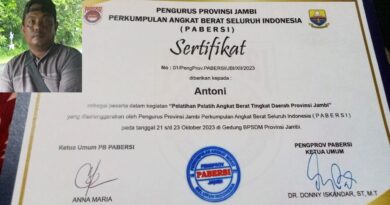 PENGURUS PROVINSI JAMBI
PERKUMPULAN ANGKAT BERAT SELURUH INDONESIA
(PABERSI)
Sertifikat
No : 01/PengProv.PABERSI/JBI/XII/2023
diberikan kepada :
Antoni
sebagai peserta dalam kegiatan "Pelatihan Pelatih Angkat Berat Tingkat Daerah Provinsi Jambi"
yang diselenggarakan oleh Pengurus Provinsi Jambi Perkumpulan Angkat Berat Seluruh Indonesia ( P A B E R S I )
pada tanggal 21 s/d 23 Oktober 2023 di Gedung BPSDM Provinsi Jambi.
Ketua Umum PB PABERSI
PENGPROV PABERSI
KETUA UMUM
PABERSI
JAMBI
ANNA MARIA
DR. DONNY ISKANDAR, ST, M.T